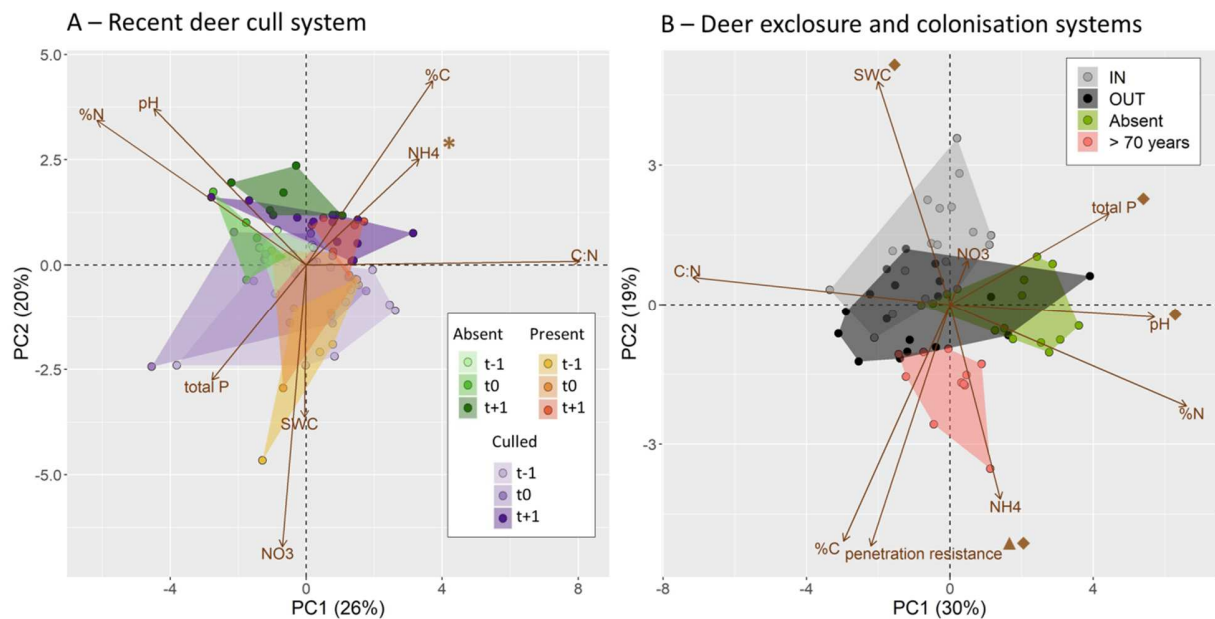 A – Recent deer cull system
5.0
2.5
0.0
-2.5
-5.0
PC2 (20%)
%C
pH
%N
NH4 *
C:N
total P
SWC
NO3
Absent Present
t-1 t-1
t0 t0
t+1 t+1
Culled
t-1
t0
t+1
-4 0 4 8
PC1 (26%)
B – Deer exclosure and colonisation systems
3
0
-3
PC2 (19%)
SWC
IN
OUT
Absent
> 70 years
total P
NO3
C:N
pH
%N
NH4
%C
penetration resistance
-8 -4 0 4
PC1 (30%)